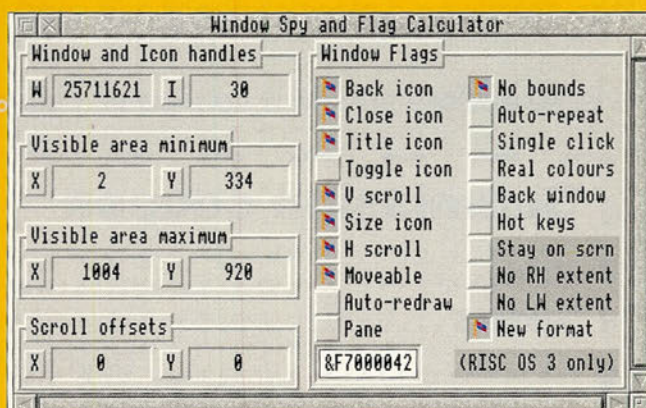 Window Spy and Flag Calculator
Window and Icon handles
W 25711621 I 30
Visible area minimum
X 2 Y 334
Visible area maximum
X 1004 Y 920
Scroll offsets
X 0 Y 0
Window Flags
Back icon
Close icon
Title icon
Toggle icon
V scroll
Size icon
H scroll
Moveable
Auto-redraw
Pane
&F7000042
No bounds
Auto-repeat
Single click
Real colours
Back window
Hot keys
Stay on scrn
No RH extent
No LW extent
New format
(RISC OS 3 only)